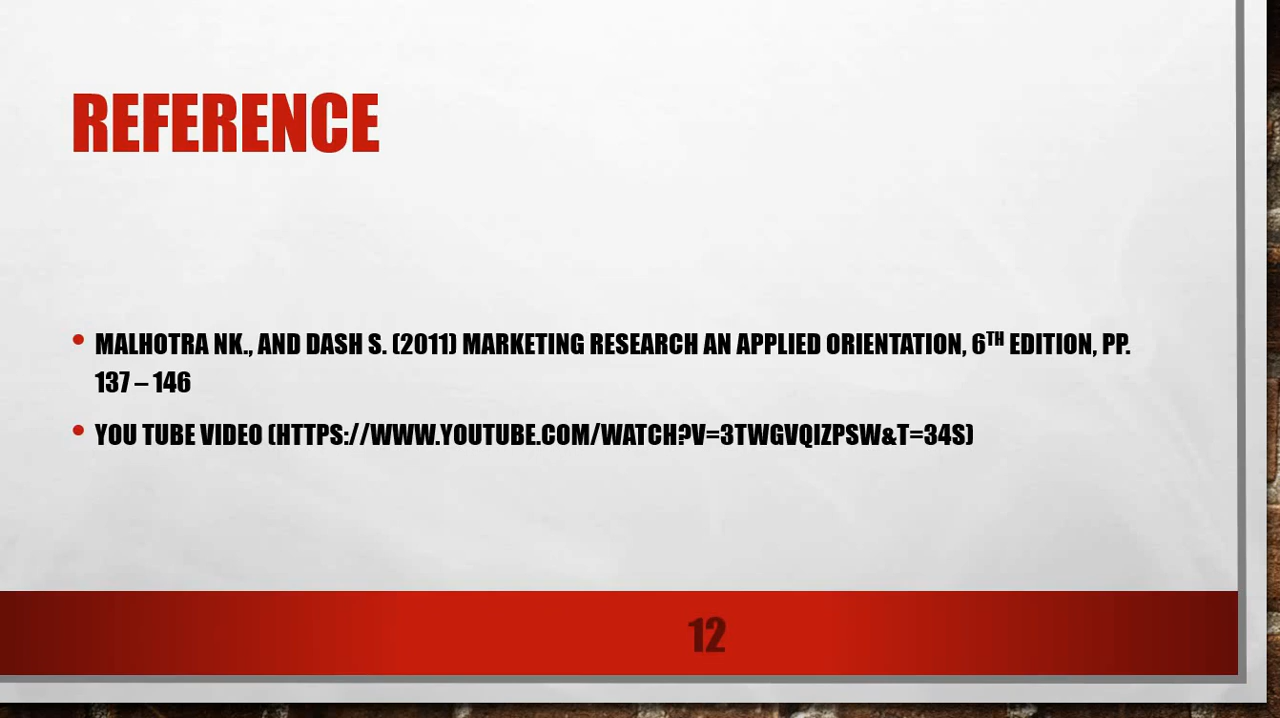 REFERENCE
• MALHOTRA NK., AND DASH S. (2011) MARKETING RESEARCH AN APPLIED ORIENTATION, 6TH EDITION, PP.
137 – 146
• YOU TUBE VIDEO (HTTPS://WWW.YOUTUBE.COM/WATCH?V=3TWGVQIZPSW&T=34S)
12